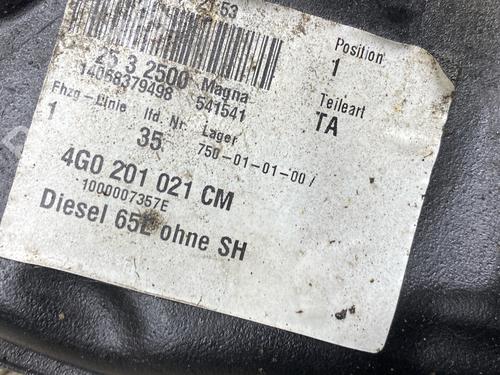 Position
1
25 3 2500 Magna
14068379498 541541
Teileart
TA
Fhzg-Linie lfd Nr. Lager
1 35 750-01-01-00/
4G0 201 021 CM
1000007357E
Diesel 65L ohne SH